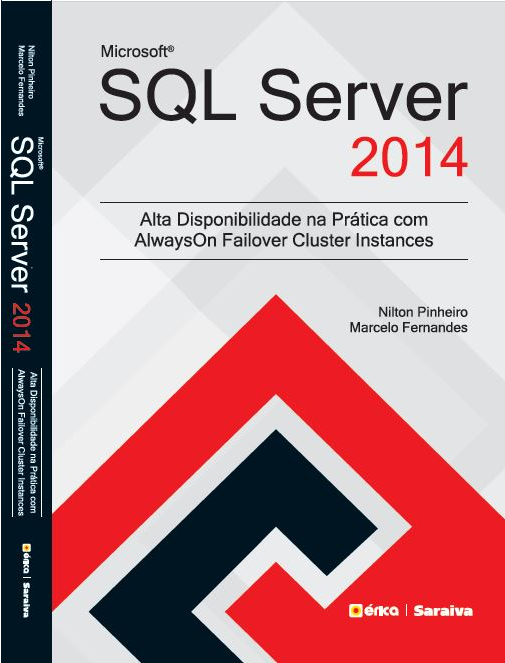 Microsoft®
SQL Server
2014
Alta Disponibilidade na Prática com
AlwaysOn Failover Cluster Instances
Nilton Pinheiro
Marcelo Fernandes
érica | Saraiva
Nilton Pinheiro
Marcelo Fernandes
Microsoft®
SQL Server 2014
Alta Disponibilidade na Prática com
AlwaysOn Failover Cluster Instances
érica | Saraiva